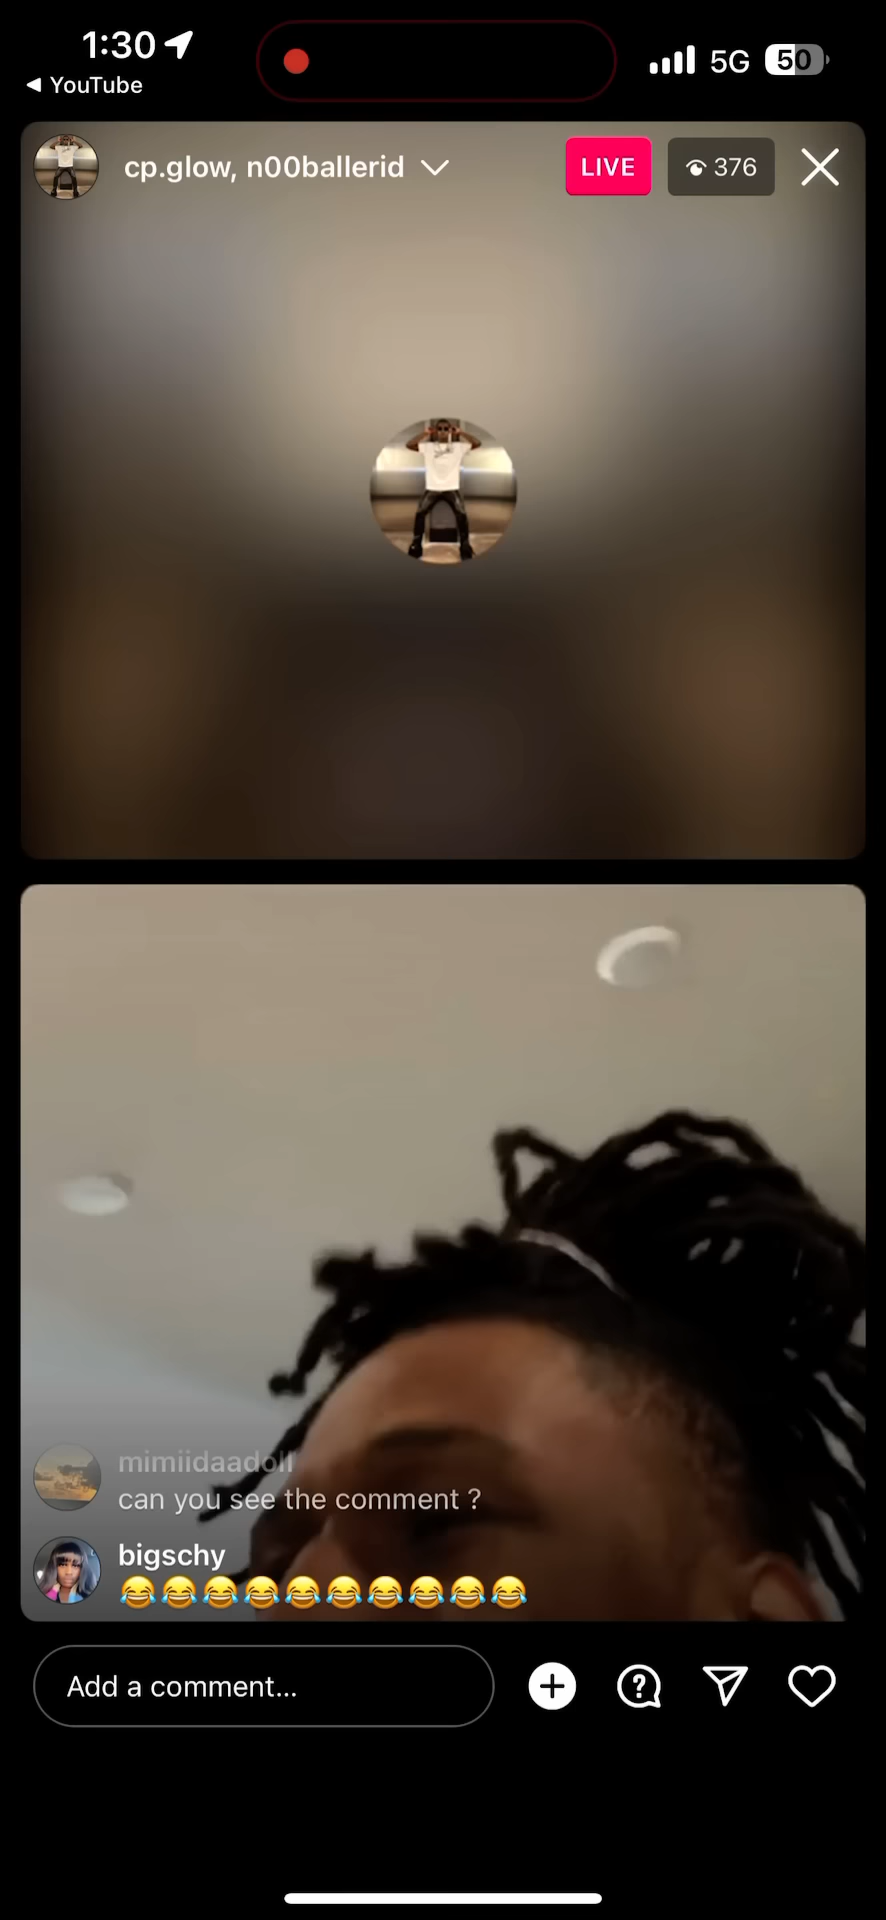 1:30
5G
50
◀ YouTube
cp.glow, n00ballerid
LIVE
376
mimiidaadoll
can you see the comment ?
bigschy
😂😂😂😂😂😂😂😂😂😂
Add a comment...